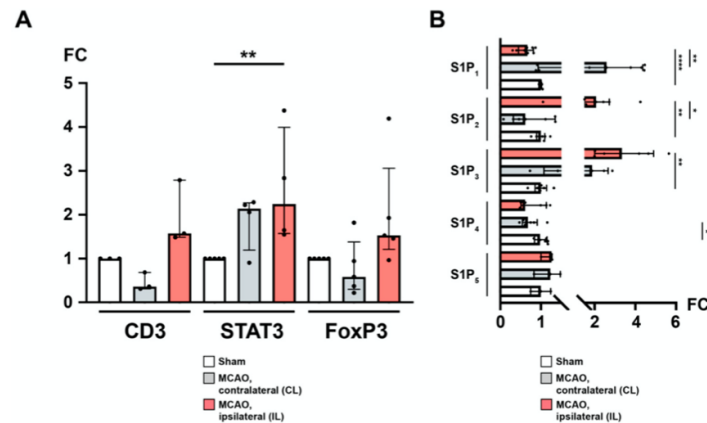 A
FC
**
5
4
3
2
1
0
CD3 STAT3 FoxP3
Sham
MCAO,
contralateral (CL)
MCAO,
ipsilateral (IL)
B
S1P1
S1P2
S1P3
S1P4
S1P5
****
**
**
*
**
0 1 2 4 6
FC
Sham
MCAO,
contralateral (CL)
MCAO,
ipsilateral (IL)